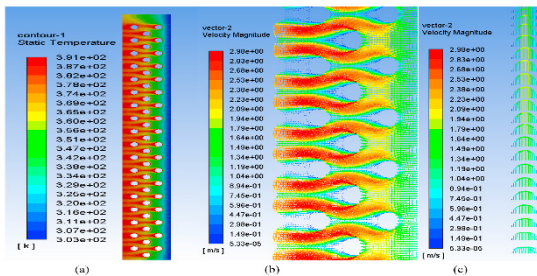 contour-1
Static Temperature
3.91e+02
3.87e+02
3.82e+02
3.78e+02
3.74e+02
3.69e+02
3.65e+02
3.60e+02
3.56e+02
3.51e+02
3.47e+02
3.42e+02
3.38e+02
3.34e+02
3.29e+02
3.25e+02
3.20e+02
3.16e+02
3.11e+02
3.07e+02
3.03e+02
[ k ]
(a)
vector-2
Velocity Magnitude
2.98e+00
2.83e+00
2.68e+00
2.53e+00
2.38e+00
2.23e+00
2.09e+00
1.94e+00
1.79e+00
1.64e+00
1.49e+00
1.34e+00
1.19e+00
1.04e+00
8.94e-01
7.45e-01
5.96e-01
4.47e-01
2.98e-01
1.49e-01
5.33e-05
[ m/s ]
(b)
vector-2
Velocity Magnitude
2.98e+00
2.83e+00
2.68e+00
2.53e+00
2.38e+00
2.23e+00
2.09e+00
1.94e+00
1.79e+00
1.64e+00
1.49e+00
1.34e+00
1.19e+00
1.04e+00
8.94e-01
7.45e-01
5.96e-01
4.47e-01
2.98e-01
1.49e-01
5.33e-05
[ m/s ]
(c)